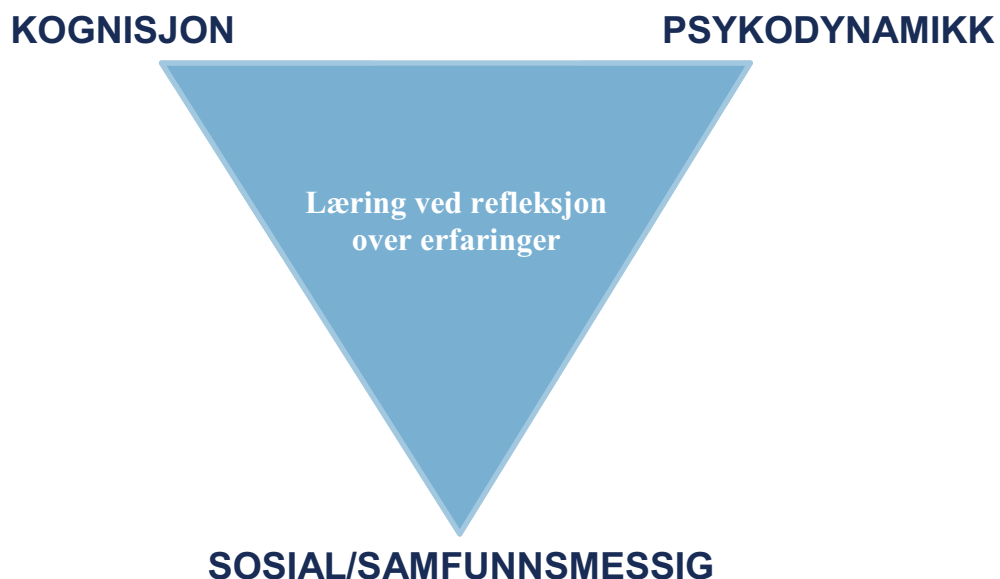 KOGNISJON
PSYKODYNAMIKK
Læring ved refleksjon
over erfaringer
SOSIAL/SAMFUNNSMESSIG